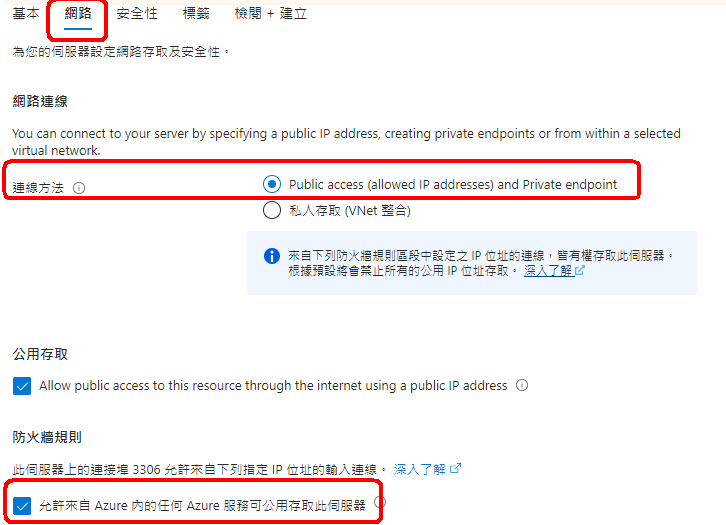 基本 網路 安全性 標籤 檢閱 + 建立
為您的伺服器設定網路存取及安全性。
網路連線
You can connect to your server by specifying a public IP address, creating private endpoints or from within a selected
virtual network.
連線方法
Public access (allowed IP addresses) and Private endpoint
私人存取 (VNet 整合)
來自下列防火牆規則區段中設定之 IP 位址的連線，皆有權存取此伺服器。
根據預設將會禁止所有的公用 IP 位址存取。 深入了解
公用存取
Allow public access to this resource through the internet using a public IP address
防火牆規則
此伺服器上的連接埠 3306 允許來自下列指定 IP 位址的輸入連線。 深入了解
允許來自 Azure 內的任何 Azure 服務可公用存取此伺服器